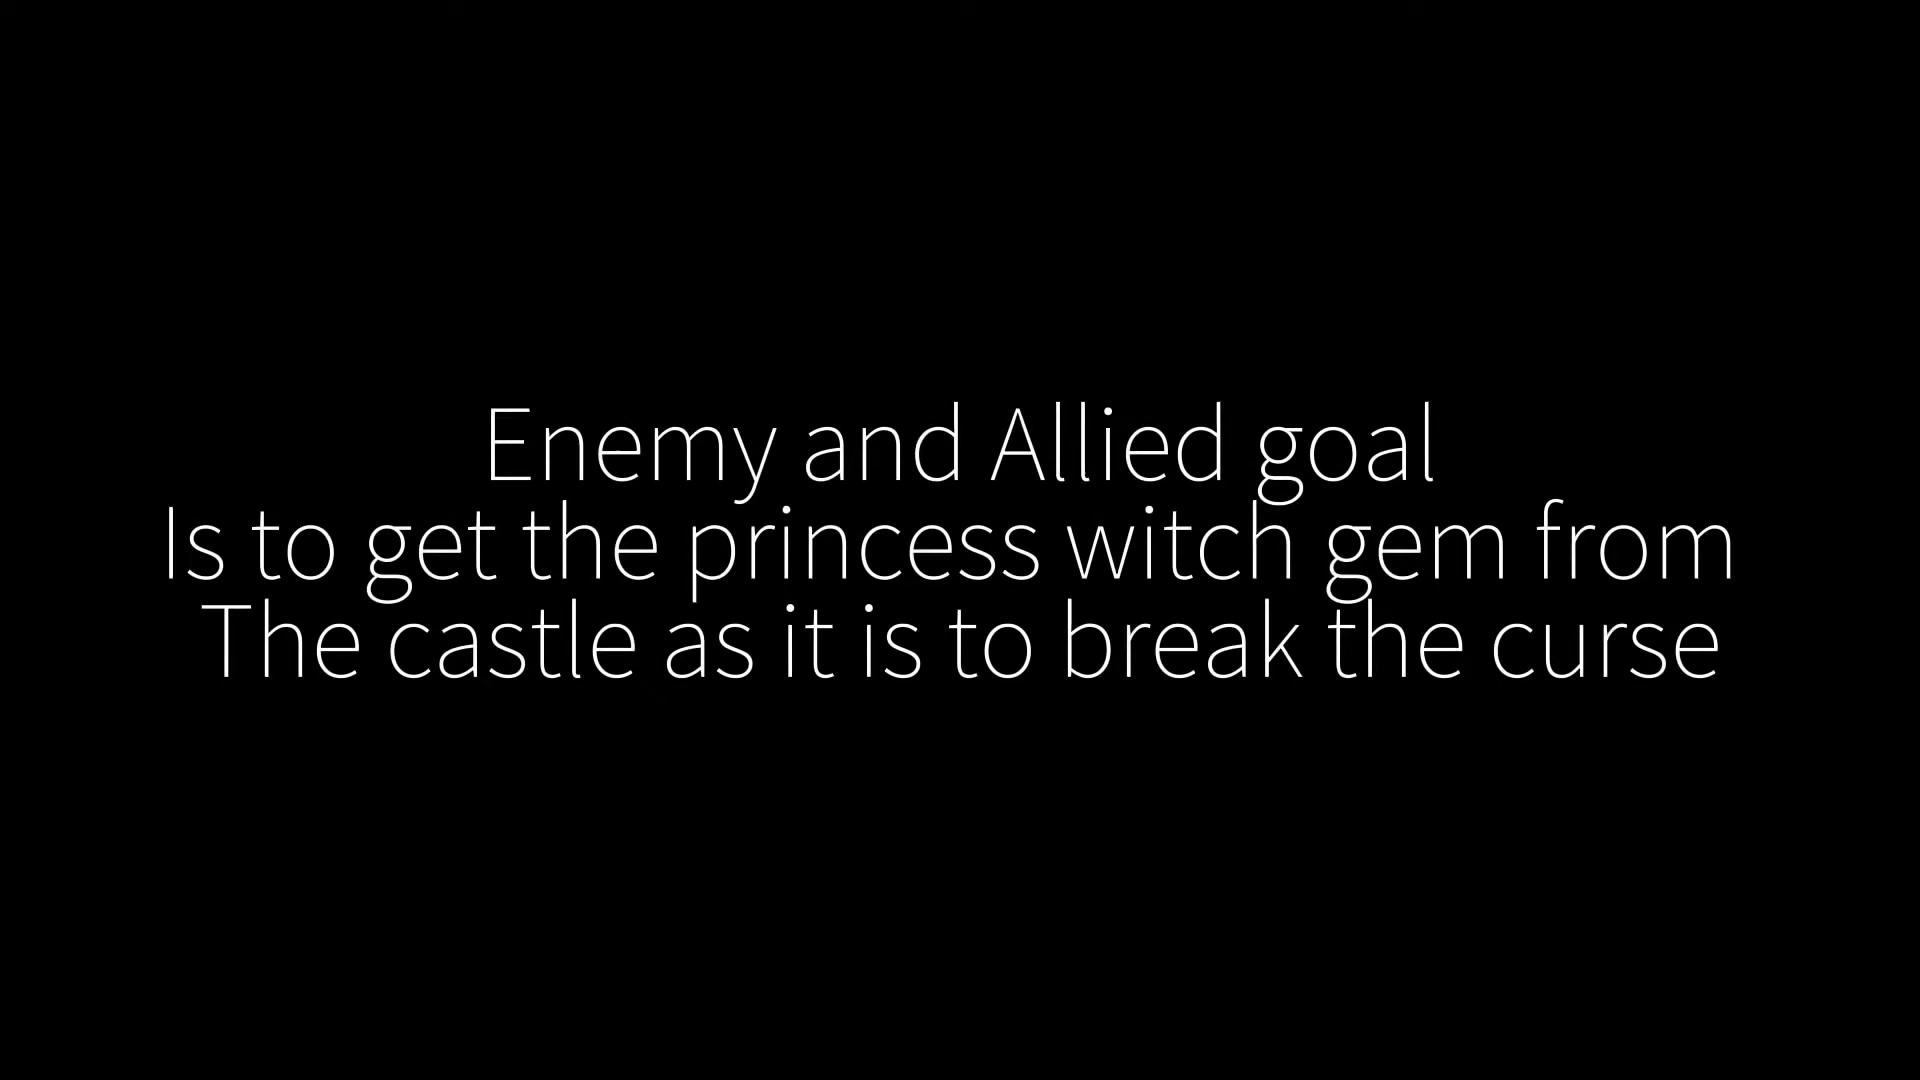 Enemy and Allied goal
Is to get the princess witch gem from
The castle as it is to break the curse